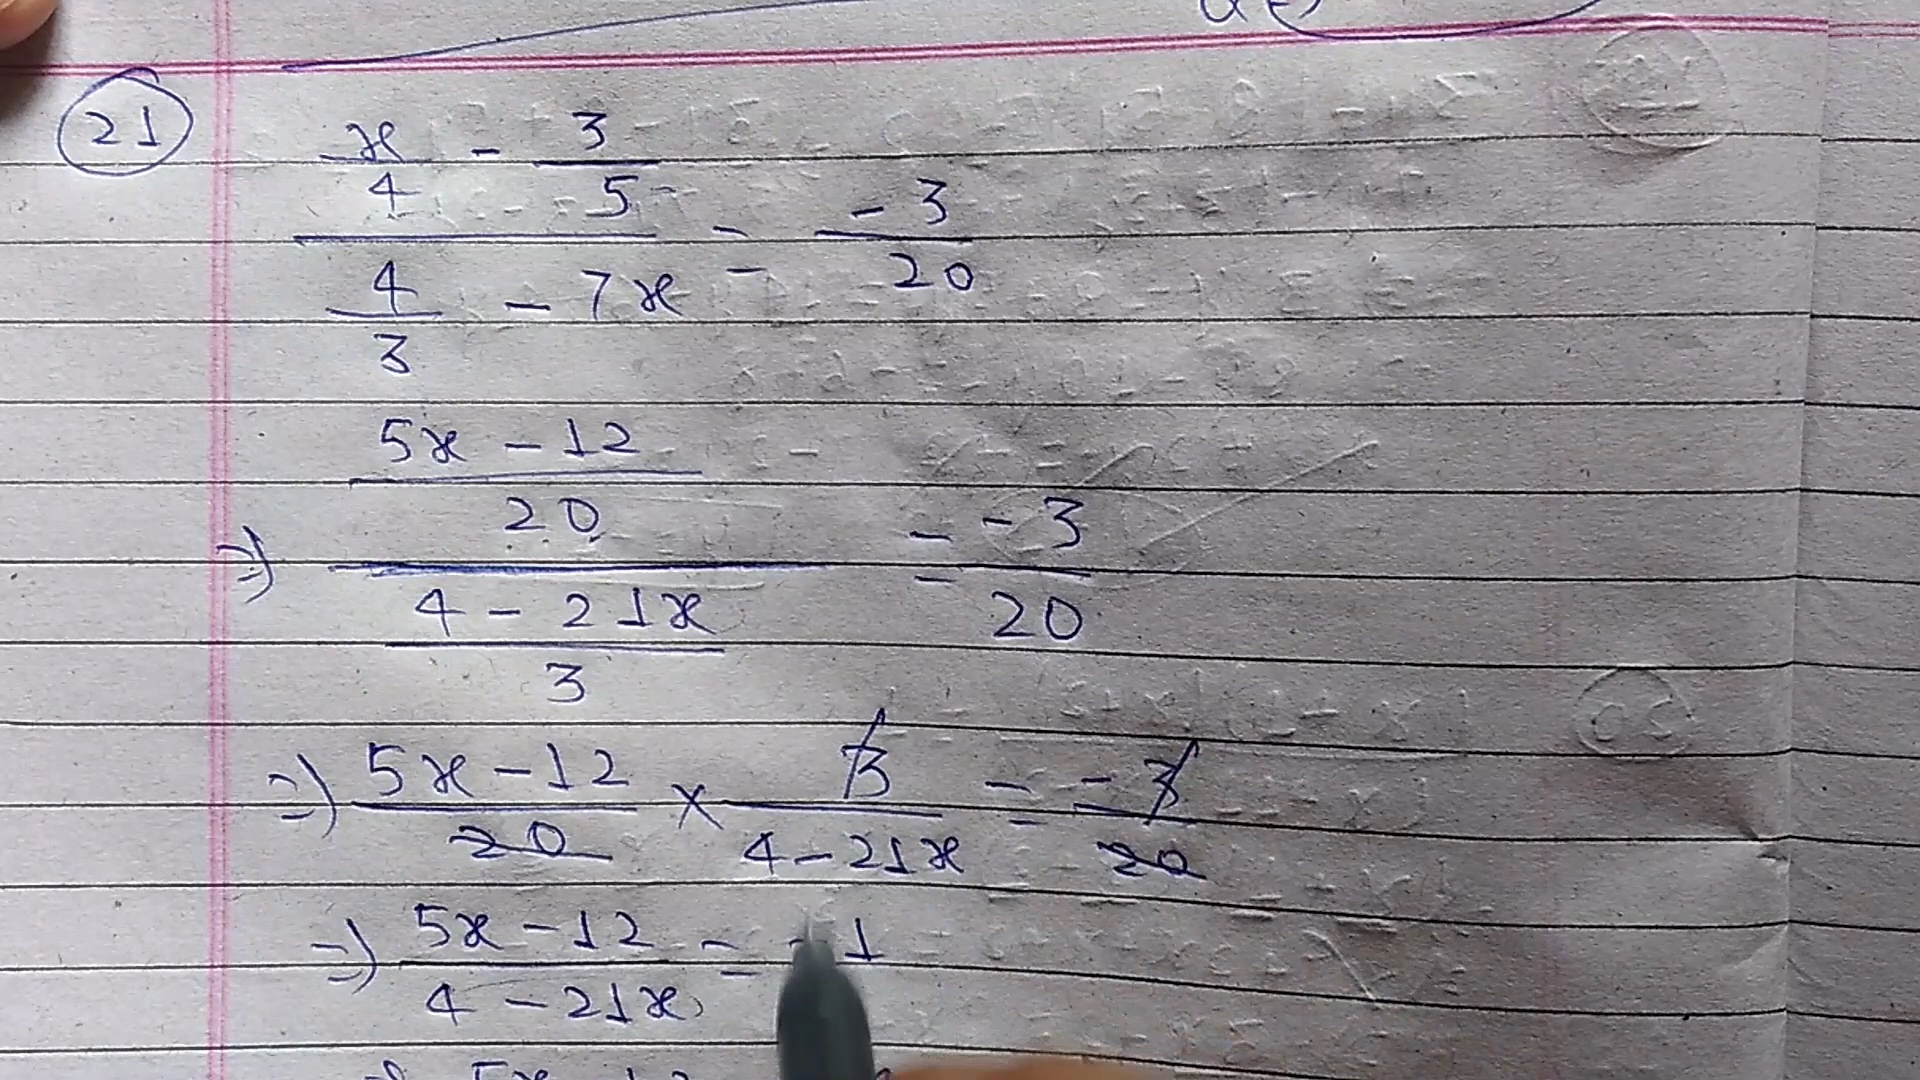 21
x/4 - 3/5
———— = -3/20
4/3 - 7x
(5x - 12)/20
⇒) ———— = -3/20
(4 - 21x)/3
⇒) (5x - 12)/20 × 3/(4 - 21x) = -3/20
⇒) (5x - 12)/(4 - 21x) = -1